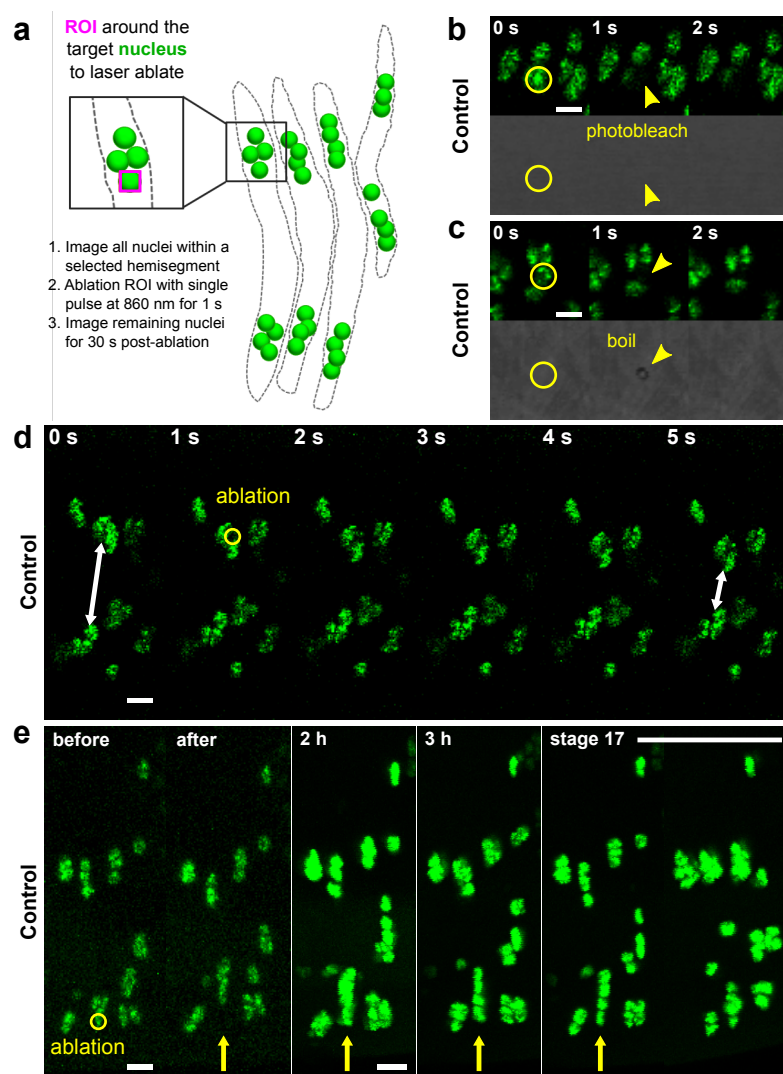 a
ROI around the
target nucleus
to laser ablate
1. Image all nuclei within a
selected hemisegment
2. Ablation ROI with single
pulse at 860 nm for 1 s
3. Image remaining nuclei
for 30 s post-ablation
b
Control
0 s
1 s
2 s
photobleach
c
Control
0 s
1 s
2 s
boil
d
Control
0 s
1 s
2 s
3 s
4 s
5 s
ablation
e
Control
before
after
2 h
3 h
stage 17
ablation